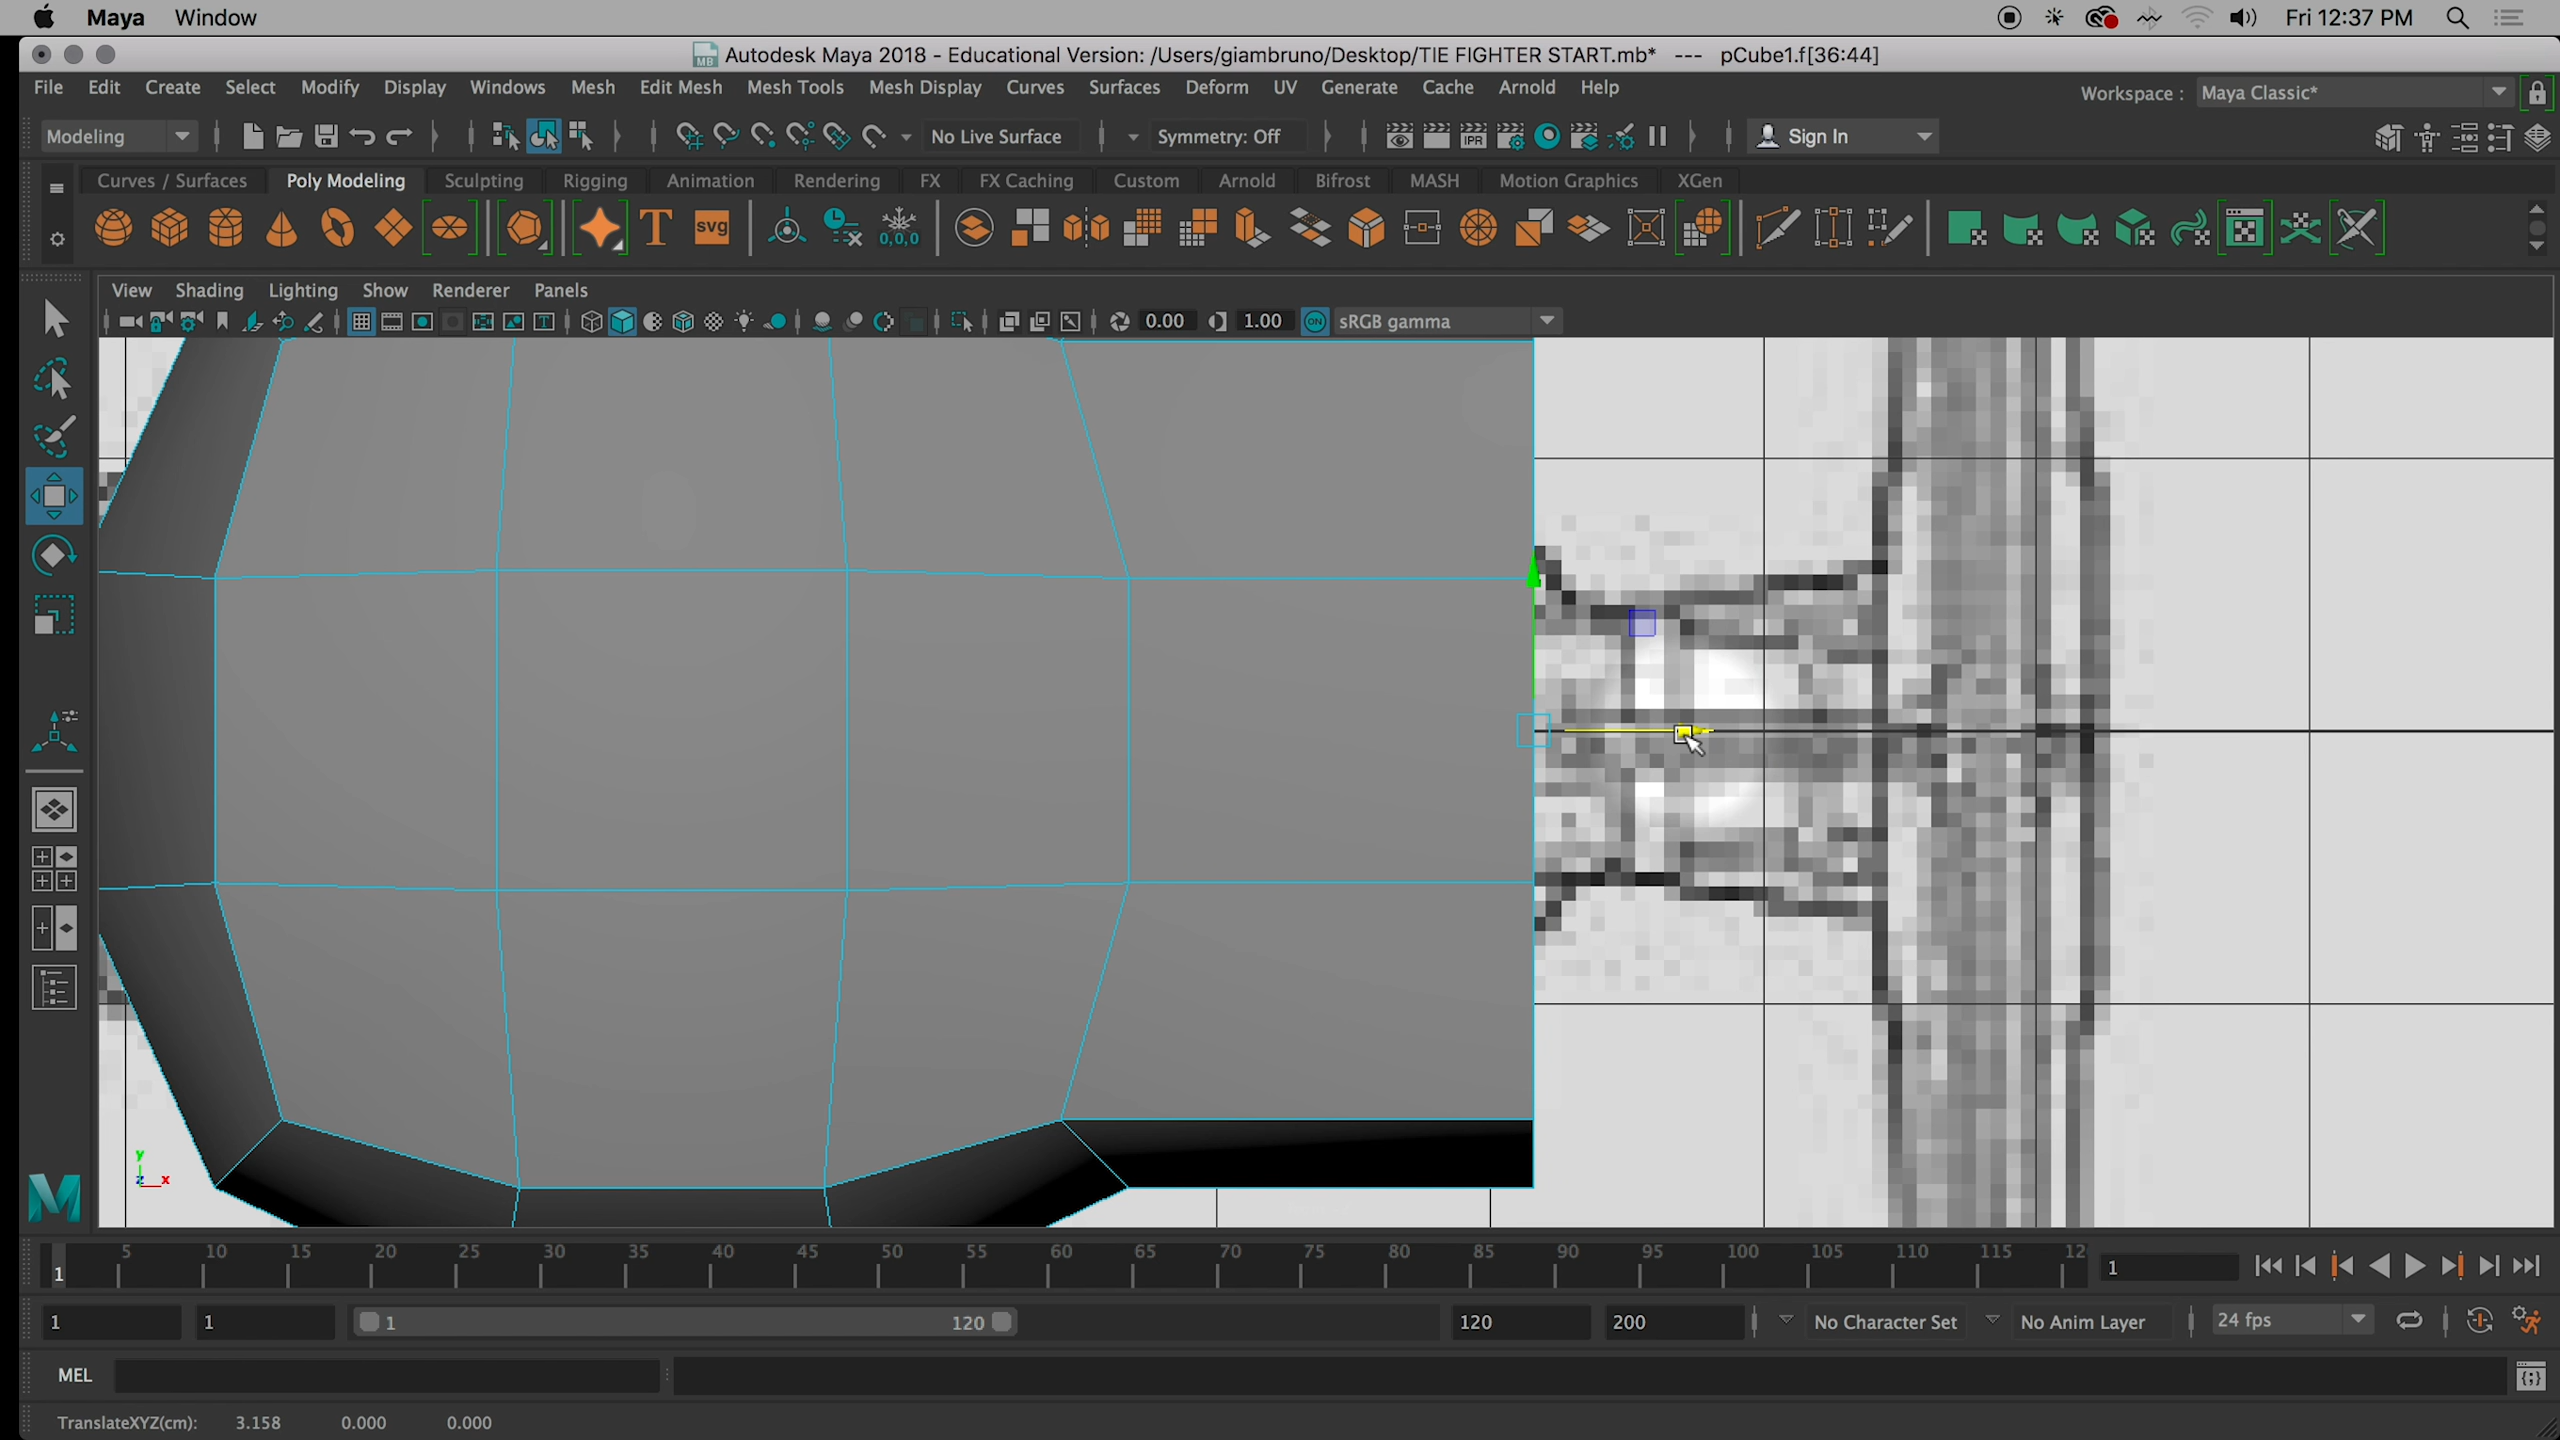 Maya Window Fri 12:37 PM
MB Autodesk Maya 2018 - Educational Version: /Users/giambruno/Desktop/TIE FIGHTER START.mb* --- pCube1.f[36:44]
File Edit Create Select Modify Display Windows Mesh Edit Mesh Mesh Tools Mesh Display Curves Surfaces Deform UV Generate Cache Arnold Help Workspace : Maya Classic*
Modeling No Live Surface Symmetry: Off IPR Sign In
Curves / Surfaces Poly Modeling Sculpting Rigging Animation Rendering FX FX Caching Custom Arnold Bifrost MASH Motion Graphics XGen
T svg 0,0,0
View Shading Lighting Show Renderer Panels
T 0.00 1.00 ON sRGB gamma
y
z x
M
5 10 15 20 25 30 35 40 45 50 55 60 65 70 75 80 85 90 95 100 105 110 115 12
1 1
1 1 1 120 120 200 No Character Set No Anim Layer 24 fps
MEL
TranslateXYZ(cm): 3.158 0.000 0.000